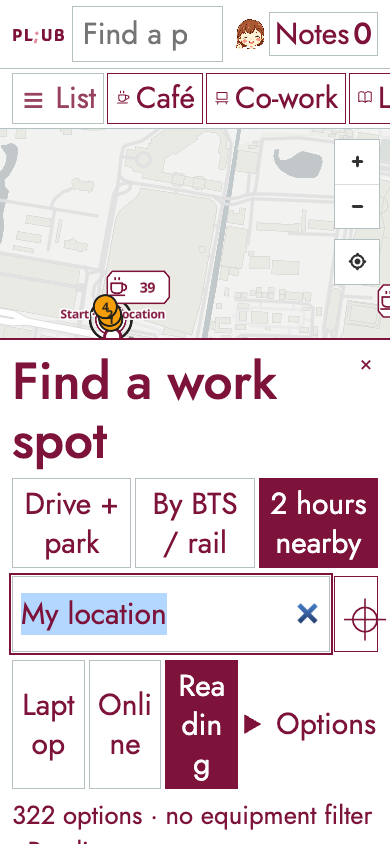 PL;UB
Find a p
Notes 0
List
Café
Co-work
L
+
−
39
4
Start
ocation
Find a work
spot
×
Drive +
park
By BTS
/ rail
2 hours
nearby
My location
Lapt
op
Onli
ne
Rea
din
g
Options
322 options · no equipment filter